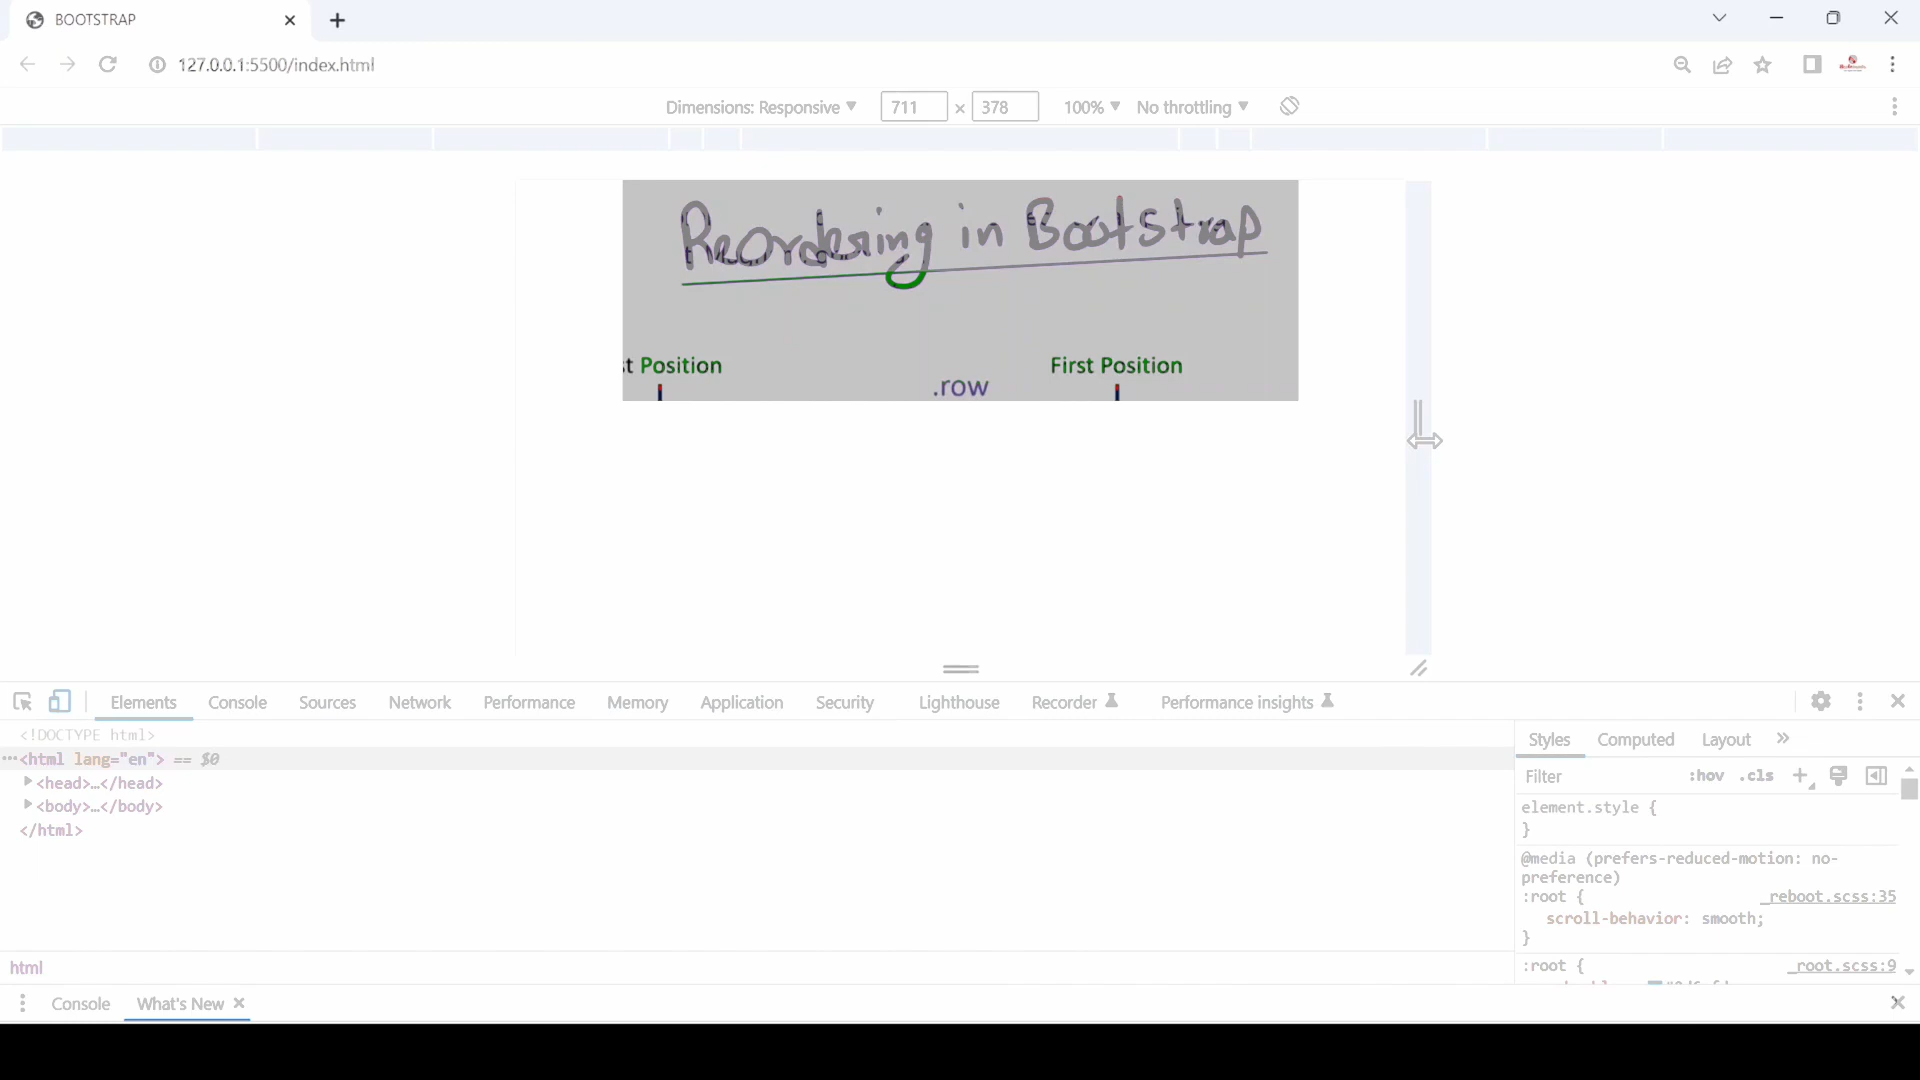 BOOTSTRAP
127.0.0.1:5500/index.html
Dimensions: Responsive 711 × 378 100% No throttling
Reordering in Bootstrap
st Position First Position
.row
Elements Console Sources Network Performance Memory Application Security Lighthouse Recorder Performance insights
<!DOCTYPE html>
<html lang="en"> == $0
<head>…</head>
<body>…</body>
</html>
html
Styles Computed Layout
Filter :hov .cls
element.style {
}
@media (prefers-reduced-motion: no-
preference)
:root { _reboot.scss:35
scroll-behavior: smooth;
}
:root { _root.scss:9
Console What's New